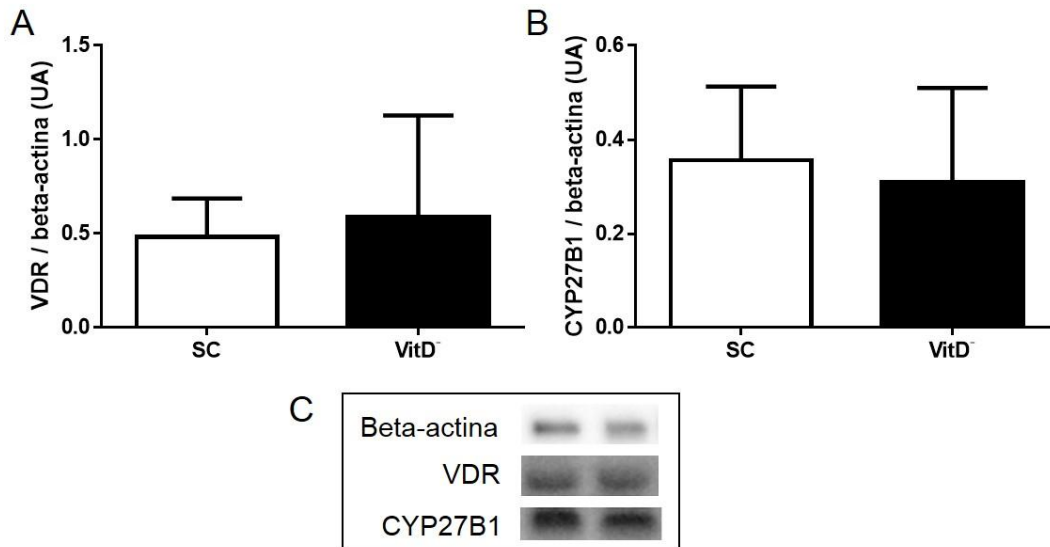 A
VDR / beta-actina (UA)
1.5
1.0
0.5
0.0
SC
VitD⁻
B
CYP27B1 / beta-actina (UA)
0.6
0.4
0.2
0.0
SC
VitD⁻
C
Beta-actina
VDR
CYP27B1